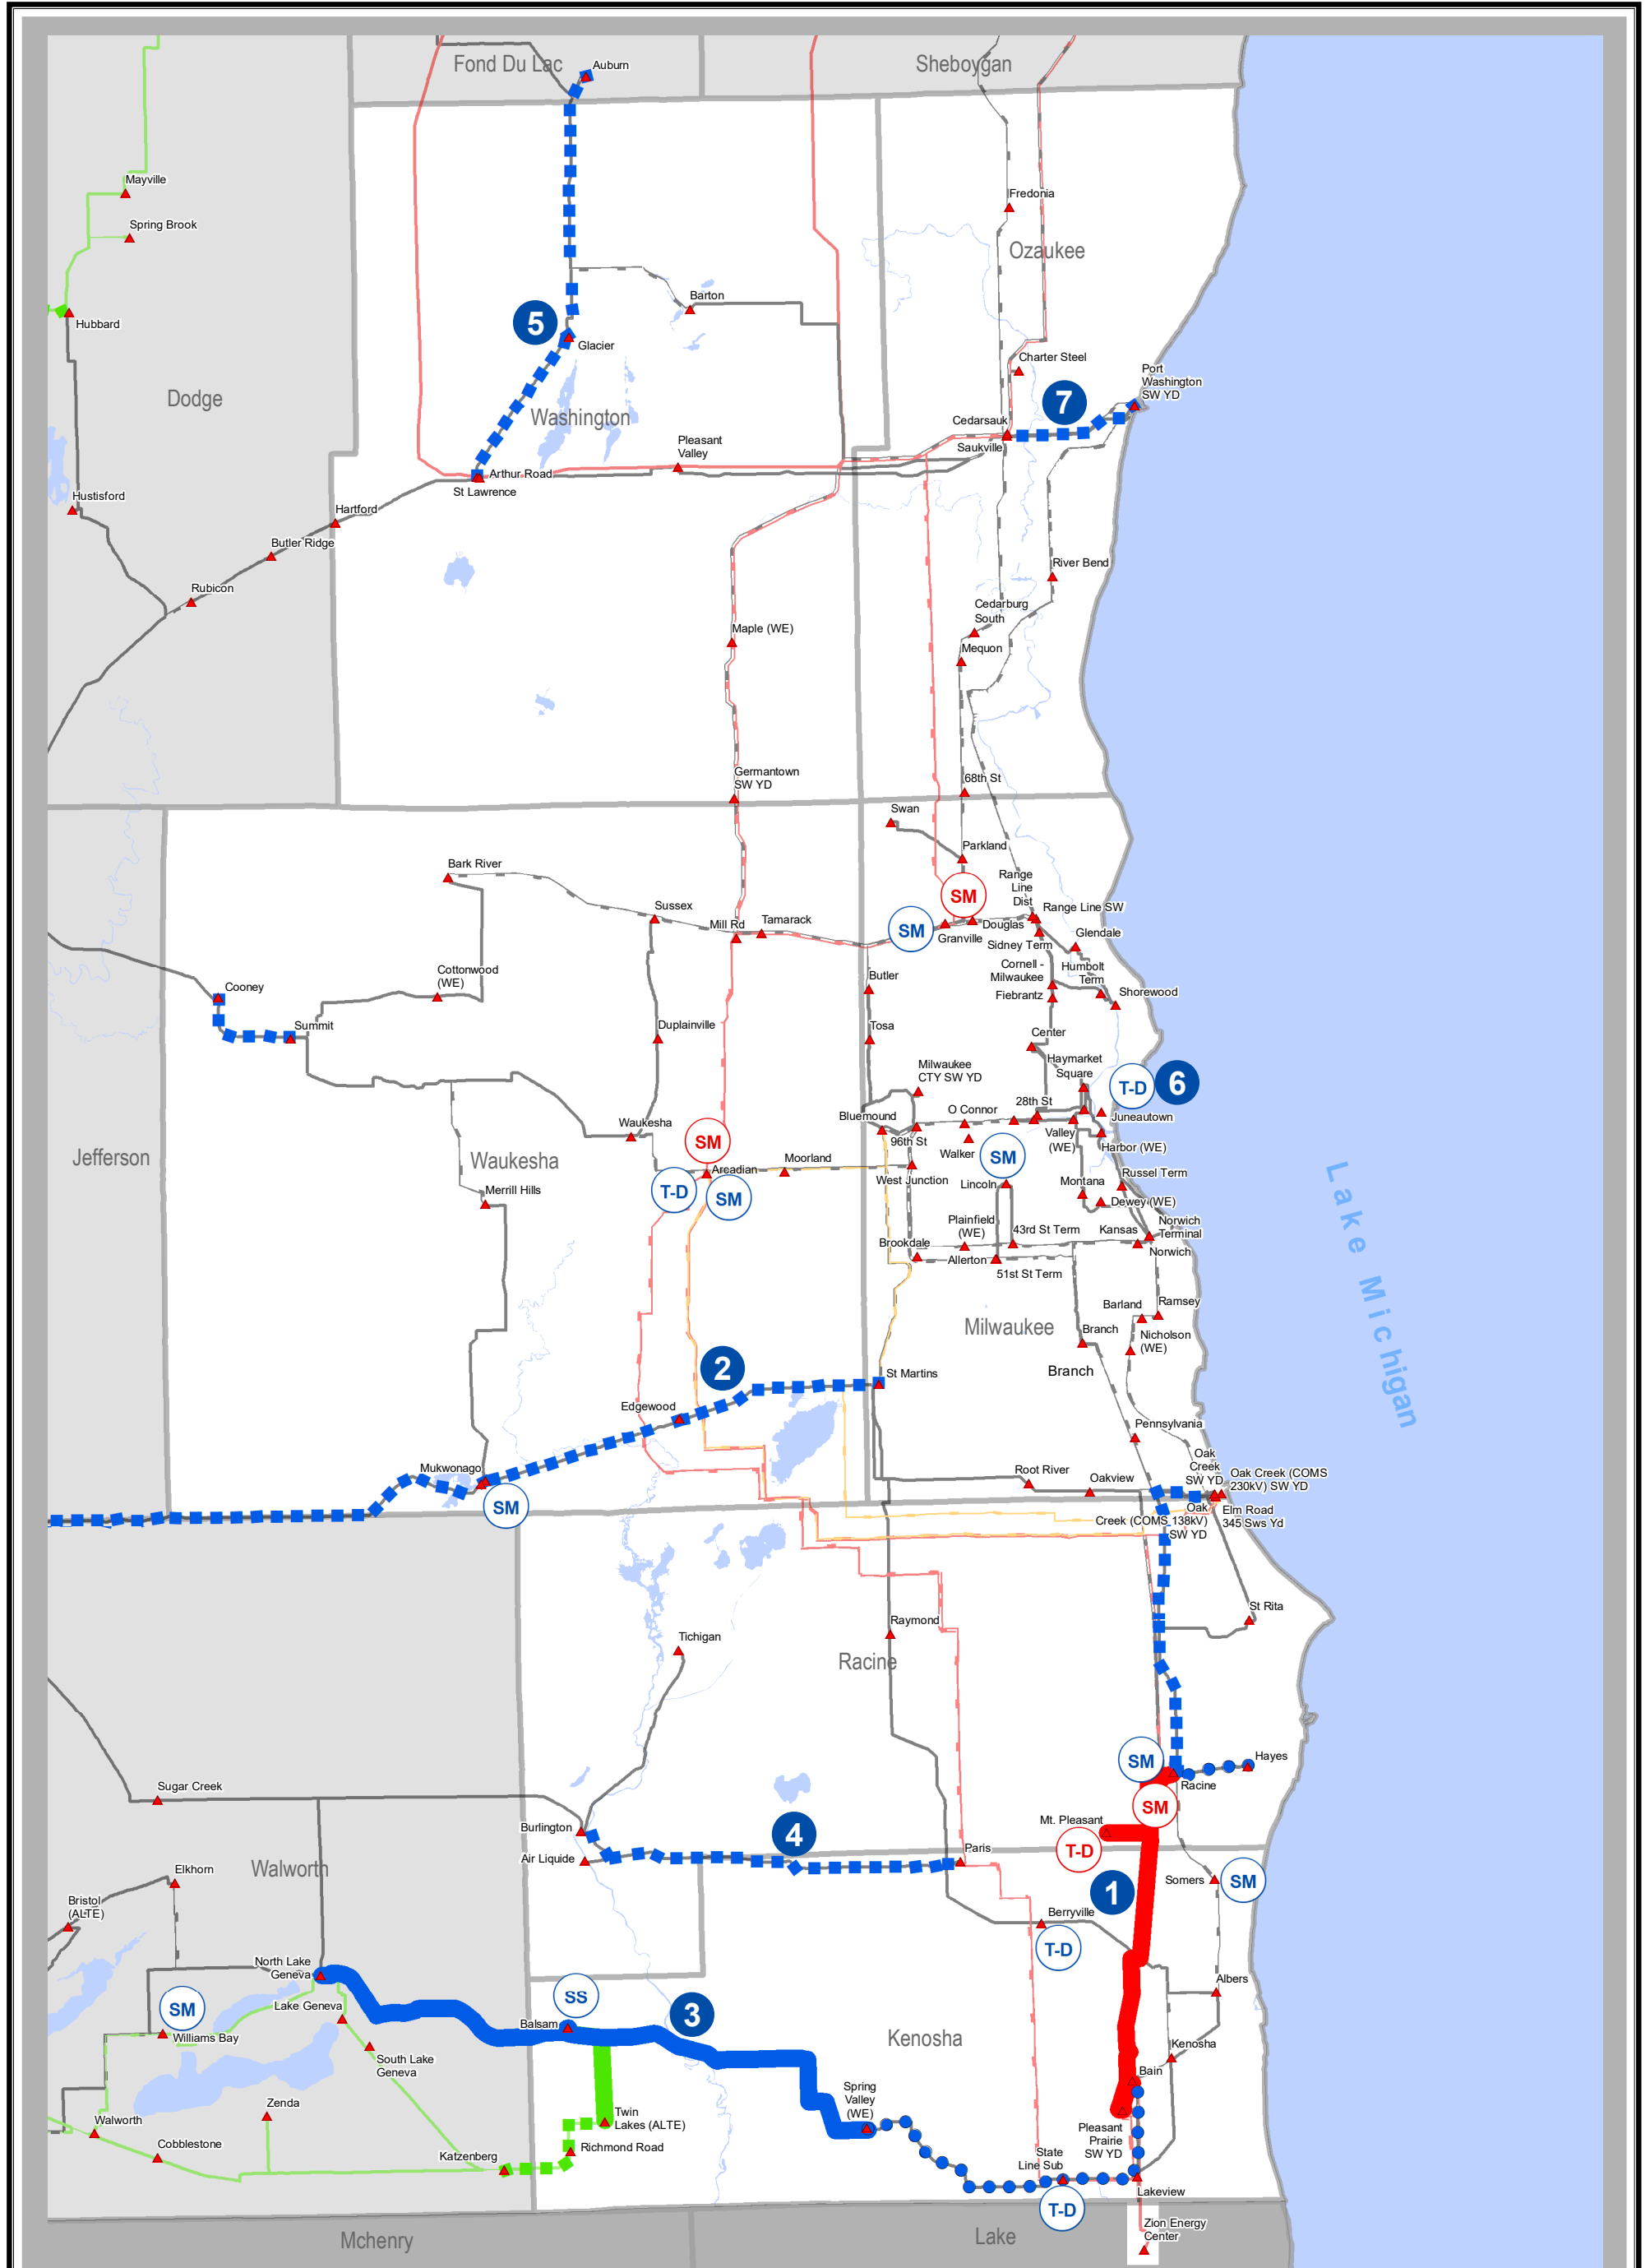 Fond Du Lac
Sheboygan
Auburn
Mayville
Spring Brook
Fredonia
Ozaukee
Hubbard
Barton
5
Glacier
Charter Steel
Port
Washington
SW YD
Dodge
Washington
7
Cedarsauk
Saukville
Pleasant
Valley
Arthur Road
St Lawrence
Hustisford
Hartford
Butler Ridge
Rubicon
River Bend
Cedarburg
South
Maple (WE)
Mequon
Germantown
SW YD
68th St
Swan
Parkland
Bark River
Range
Line
Dist
SM
Sussex
Range Line SW
Mill Rd
Tamarack
SM
Granville
Douglas
Sidney Term
Glendale
Cottonwood
(WE)
Butler
Cornell -
Milwaukee
Humbolt
Term
Cooney
Fiebrantz
Shorewood
Summit
Duplainville
Tosa
Center
Haymarket
Square
Milwaukee
CTY SW YD
T-D
6
Bluemound
O Connor
28th St
Juneautown
Waukesha
96th St
Valley
(WE)
Harbor (WE)
SM
Walker
SM
Jefferson
Waukesha
Arcadian
Moorland
West Junction
Lincoln
Montana
Russel Term
T-D
SM
Merrill Hills
Dewey (WE)
Plainfield
(WE)
43rd St Term
Kansas
Norwich
Terminal
Brookdale
Allerton
Norwich
51st St Term
Lake Michigan
Barland
Ramsey
Milwaukee
Branch
Nicholson
(WE)
2
St Martins
Branch
Edgewood
Pennsylvania
Mukwonago
Root River
Oakview
Oak
Creek
SW YD
Oak Creek (COMS
230kV) SW YD
SM
Oak
Creek (COMS 138kV)
SW YD
Elm Road
345 Sws Yd
St Rita
Raymond
Tichigan
Racine
SM
Hayes
Racine
Sugar Creek
SM
Mt. Pleasant
Burlington
4
T-D
Paris
Air Liquide
Elkhorn
Walworth
Somers
SM
1
Bristol
(ALTE)
Berryville
T-D
North Lake
Geneva
Albers
SS
SM
Lake Geneva
3
Balsam
Williams Bay
Kenosha
Kenosha
South Lake
Geneva
Bain
Spring
Valley
(WE)
Zenda
Twin
Lakes (ALTE)
Walworth
Pleasant
Prairie
SW YD
Cobblestone
Katzenberg
Richmond Road
State
Line Sub
Lakeview
T-D
Zion Energy
Center
Mchenry
Lake